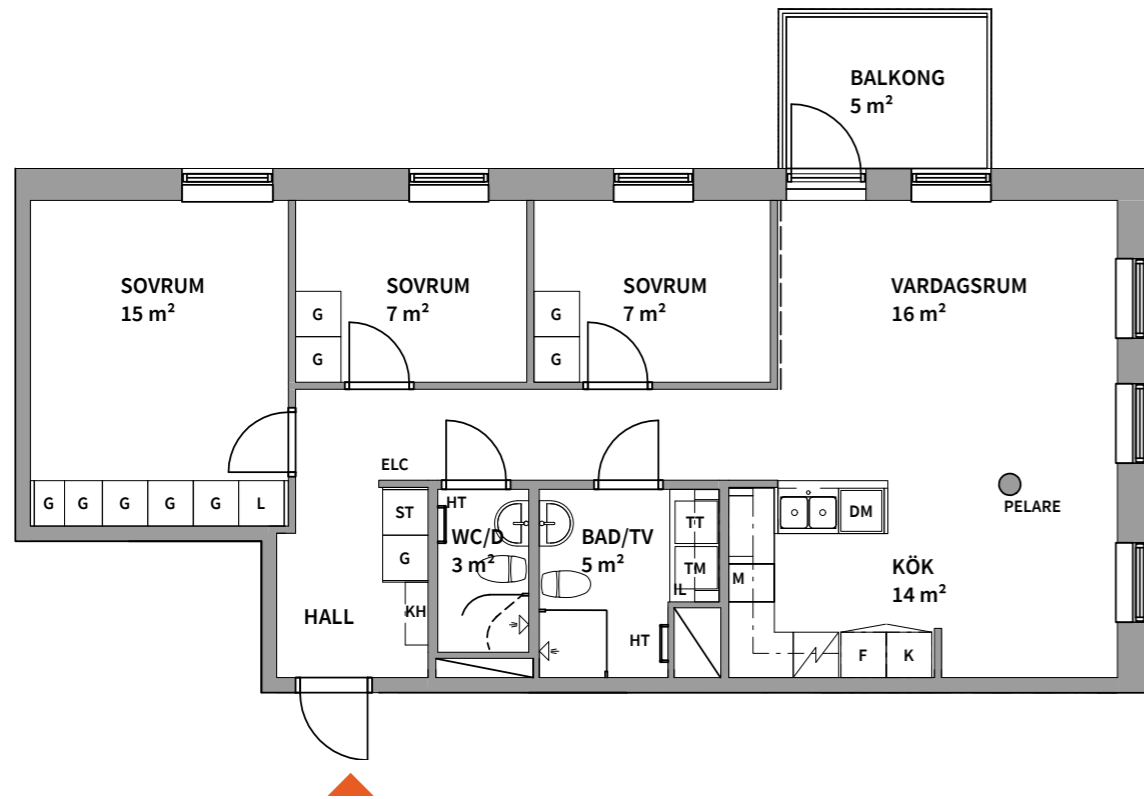 BALKONG
5 m²
SOVRUM
15 m²
SOVRUM
7 m²
SOVRUM
7 m²
VARDAGSRUM
16 m²
G
G
G
G
ELC
G G G G G L
ST
G
KH
HALL
HT
WC/D
3 m²
BAD/TV
5 m²
TT
TM
IL
HT
M
DM
PELARE
KÖK
14 m²
F K